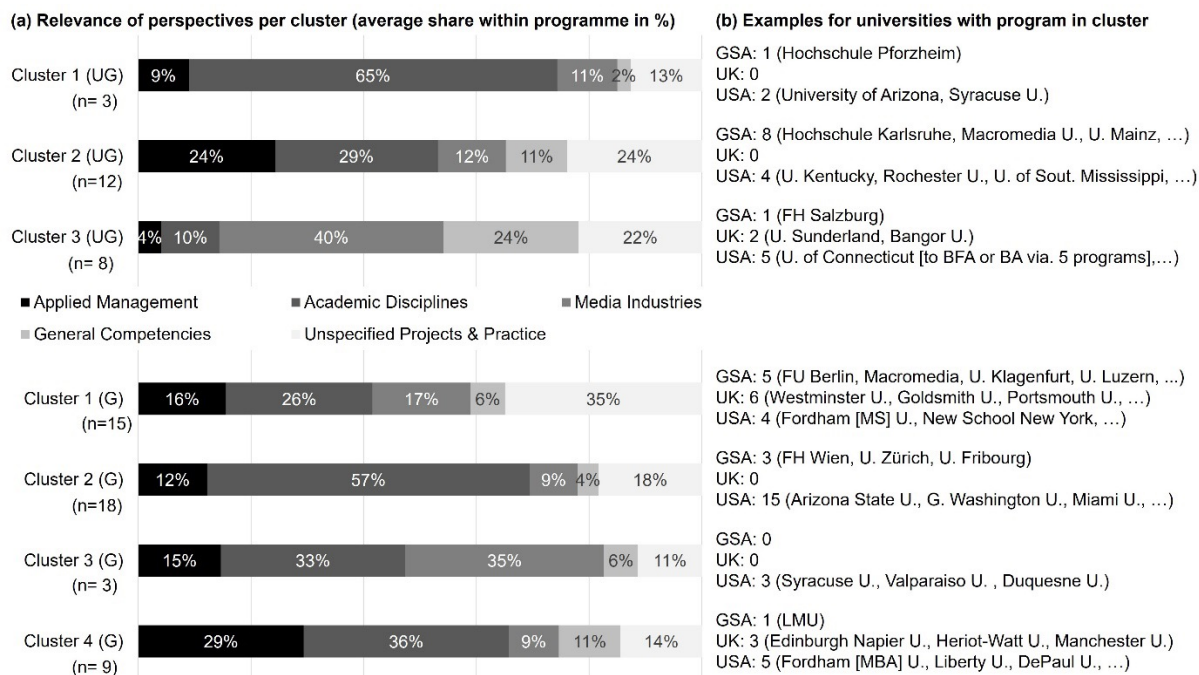 (a) Relevance of perspectives per cluster (average share within programme in %)
(b) Examples for universities with program in cluster
Cluster 1 (UG)
(n= 3)
9% 65% 11% 2% 13%
GSA: 1 (Hochschule Pforzheim)
UK: 0
USA: 2 (University of Arizona, Syracuse U.)
Cluster 2 (UG)
(n=12)
24% 29% 12% 11% 24%
GSA: 8 (Hochschule Karlsruhe, Macromedia U., U. Mainz, …)
UK: 0
USA: 4 (U. Kentucky, Rochester U., U. of Sout. Mississippi, …)
Cluster 3 (UG)
(n= 8)
4% 10% 40% 24% 22%
GSA: 1 (FH Salzburg)
UK: 2 (U. Sunderland, Bangor U.)
USA: 5 (U. of Connecticut [to BFA or BA via. 5 programs],…)
Applied Management Academic Disciplines Media Industries
General Competencies Unspecified Projects & Practice
Cluster 1 (G)
(n=15)
16% 26% 17% 6% 35%
GSA: 5 (FU Berlin, Macromedia, U. Klagenfurt, U. Luzern, ...)
UK: 6 (Westminster U., Goldsmith U., Portsmouth U., …)
USA: 4 (Fordham [MS] U., New School New York, …)
Cluster 2 (G)
(n=18)
12% 57% 9% 4% 18%
GSA: 3 (FH Wien, U. Zürich, U. Fribourg)
UK: 0
USA: 15 (Arizona State U., G. Washington U., Miami U., …)
Cluster 3 (G)
(n= 3)
15% 33% 35% 6% 11%
GSA: 0
UK: 0
USA: 3 (Syracuse U., Valparaiso U. , Duquesne U.)
Cluster 4 (G)
(n= 9)
29% 36% 9% 11% 14%
GSA: 1 (LMU)
UK: 3 (Edinburgh Napier U., Heriot-Watt U., Manchester U.)
USA: 5 (Fordham [MBA] U., Liberty U., DePaul U., …)